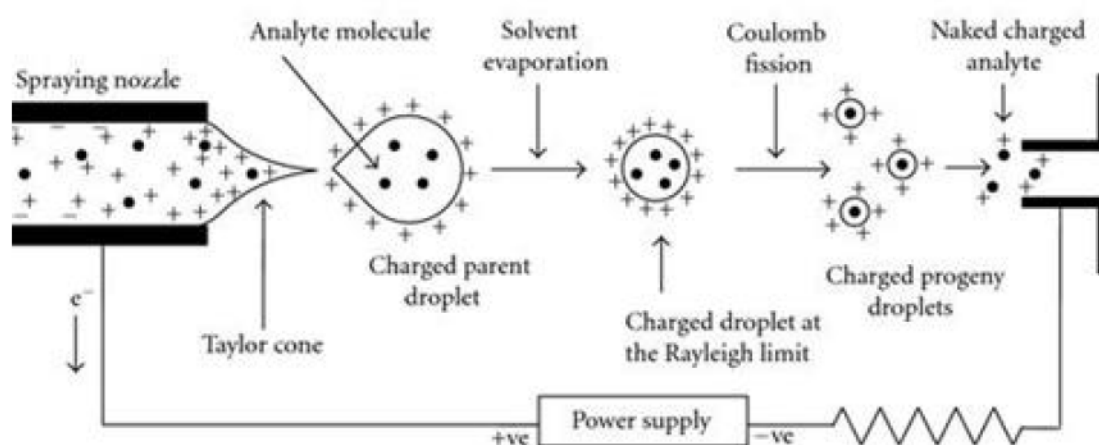 Analyte molecule
Solvent
evaporation
Coulomb
fission
Naked charged
analyte
Spraying nozzle
Charged parent
droplet
Charged progeny
droplets
e⁻
Taylor cone
Charged droplet at
the Rayleigh limit
Power supply
+ve
−ve